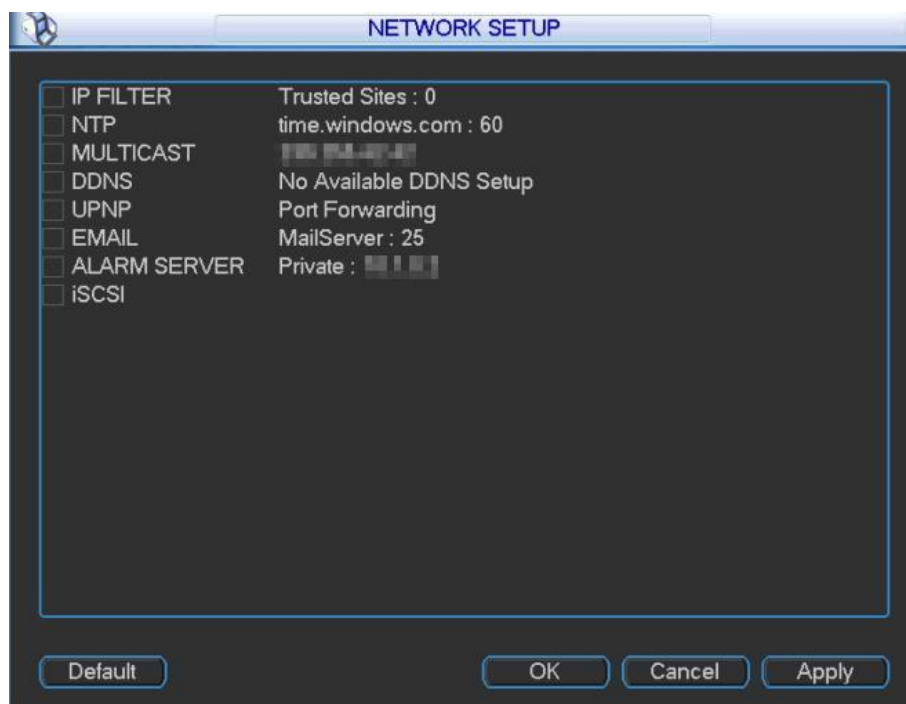 NETWORK SETUP
IP FILTER Trusted Sites : 0
NTP time.windows.com : 60
MULTICAST
DDNS No Available DDNS Setup
UPNP Port Forwarding
EMAIL MailServer : 25
ALARM SERVER Private :
iSCSI
Default OK Cancel Apply